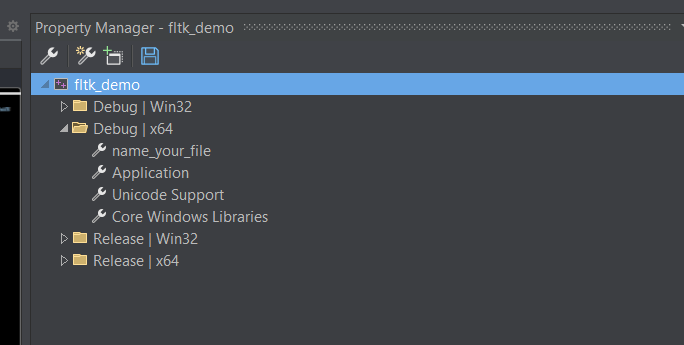 Property Manager - fltk_demo
fltk_demo
Debug | Win32
Debug | x64
name_your_file
Application
Unicode Support
Core Windows Libraries
Release | Win32
Release | x64